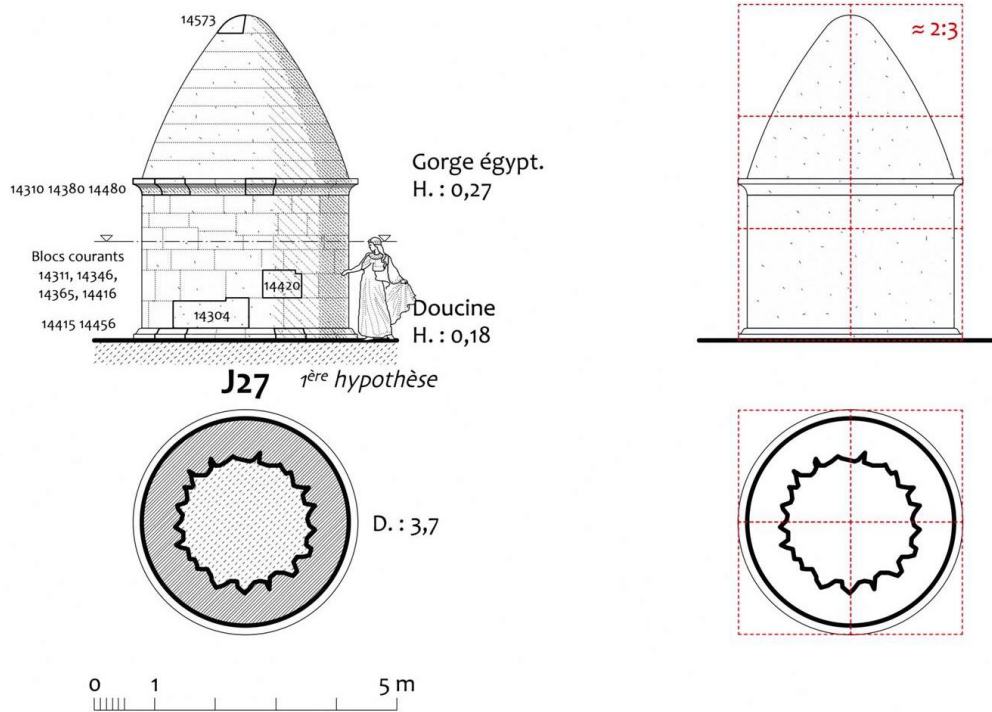 14573
≈ 2:3
Gorge égypt.
H. : 0,27
14310 14380 14480
Blocs courants
14311, 14346,
14365, 14416
14420
14304
14415 14456
Doucine
H. : 0,18
J27 1ère hypothèse
D. : 3,7
0 1 5 m